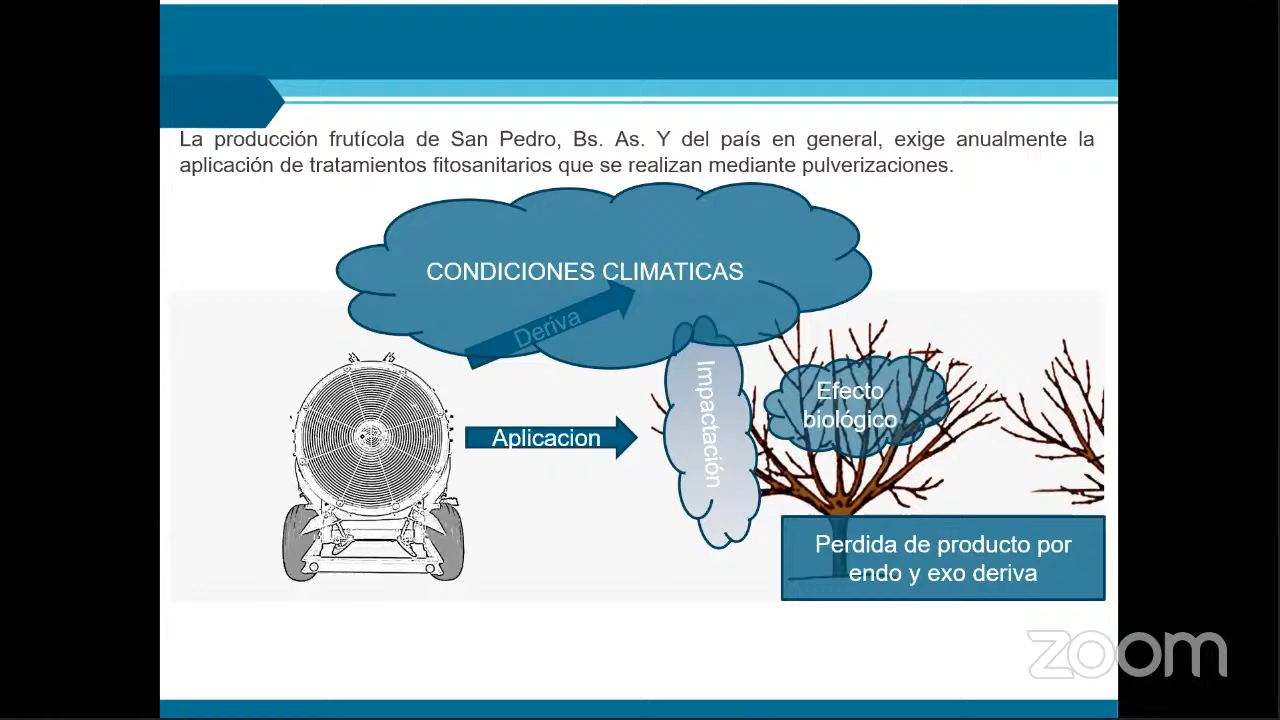 La producción frutícola de San Pedro, Bs. As. Y del país en general, exige anualmente la
aplicación de tratamientos fitosanitarios que se realizan mediante pulverizaciones.
CONDICIONES CLIMATICAS
Deriva
Impactación
Efecto
biológico
Aplicacion
Perdida de producto por
endo y exo deriva
zoom